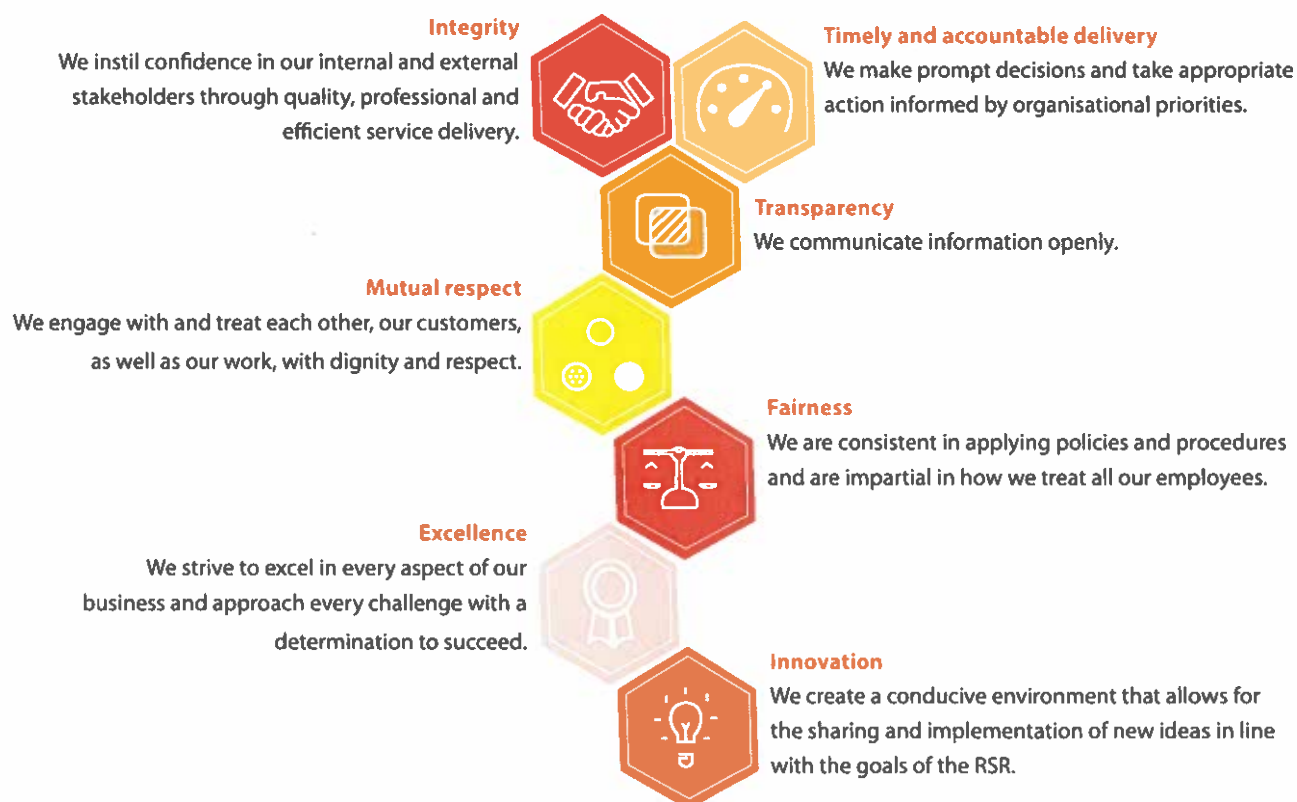 Integrity
We instil confidence in our internal and external
stakeholders through quality, professional and
efficient service delivery.
Timely and accountable delivery
We make prompt decisions and take appropriate
action informed by organisational priorities.
Transparency
We communicate information openly.
Mutual respect
We engage with and treat each other, our customers,
as well as our work, with dignity and respect.
Fairness
We are consistent in applying policies and procedures
and are impartial in how we treat all our employees.
Excellence
We strive to excel in every aspect of our
business and approach every challenge with a
determination to succeed.
Innovation
We create a conducive environment that allows for
the sharing and implementation of new ideas in line
with the goals of the RSR.